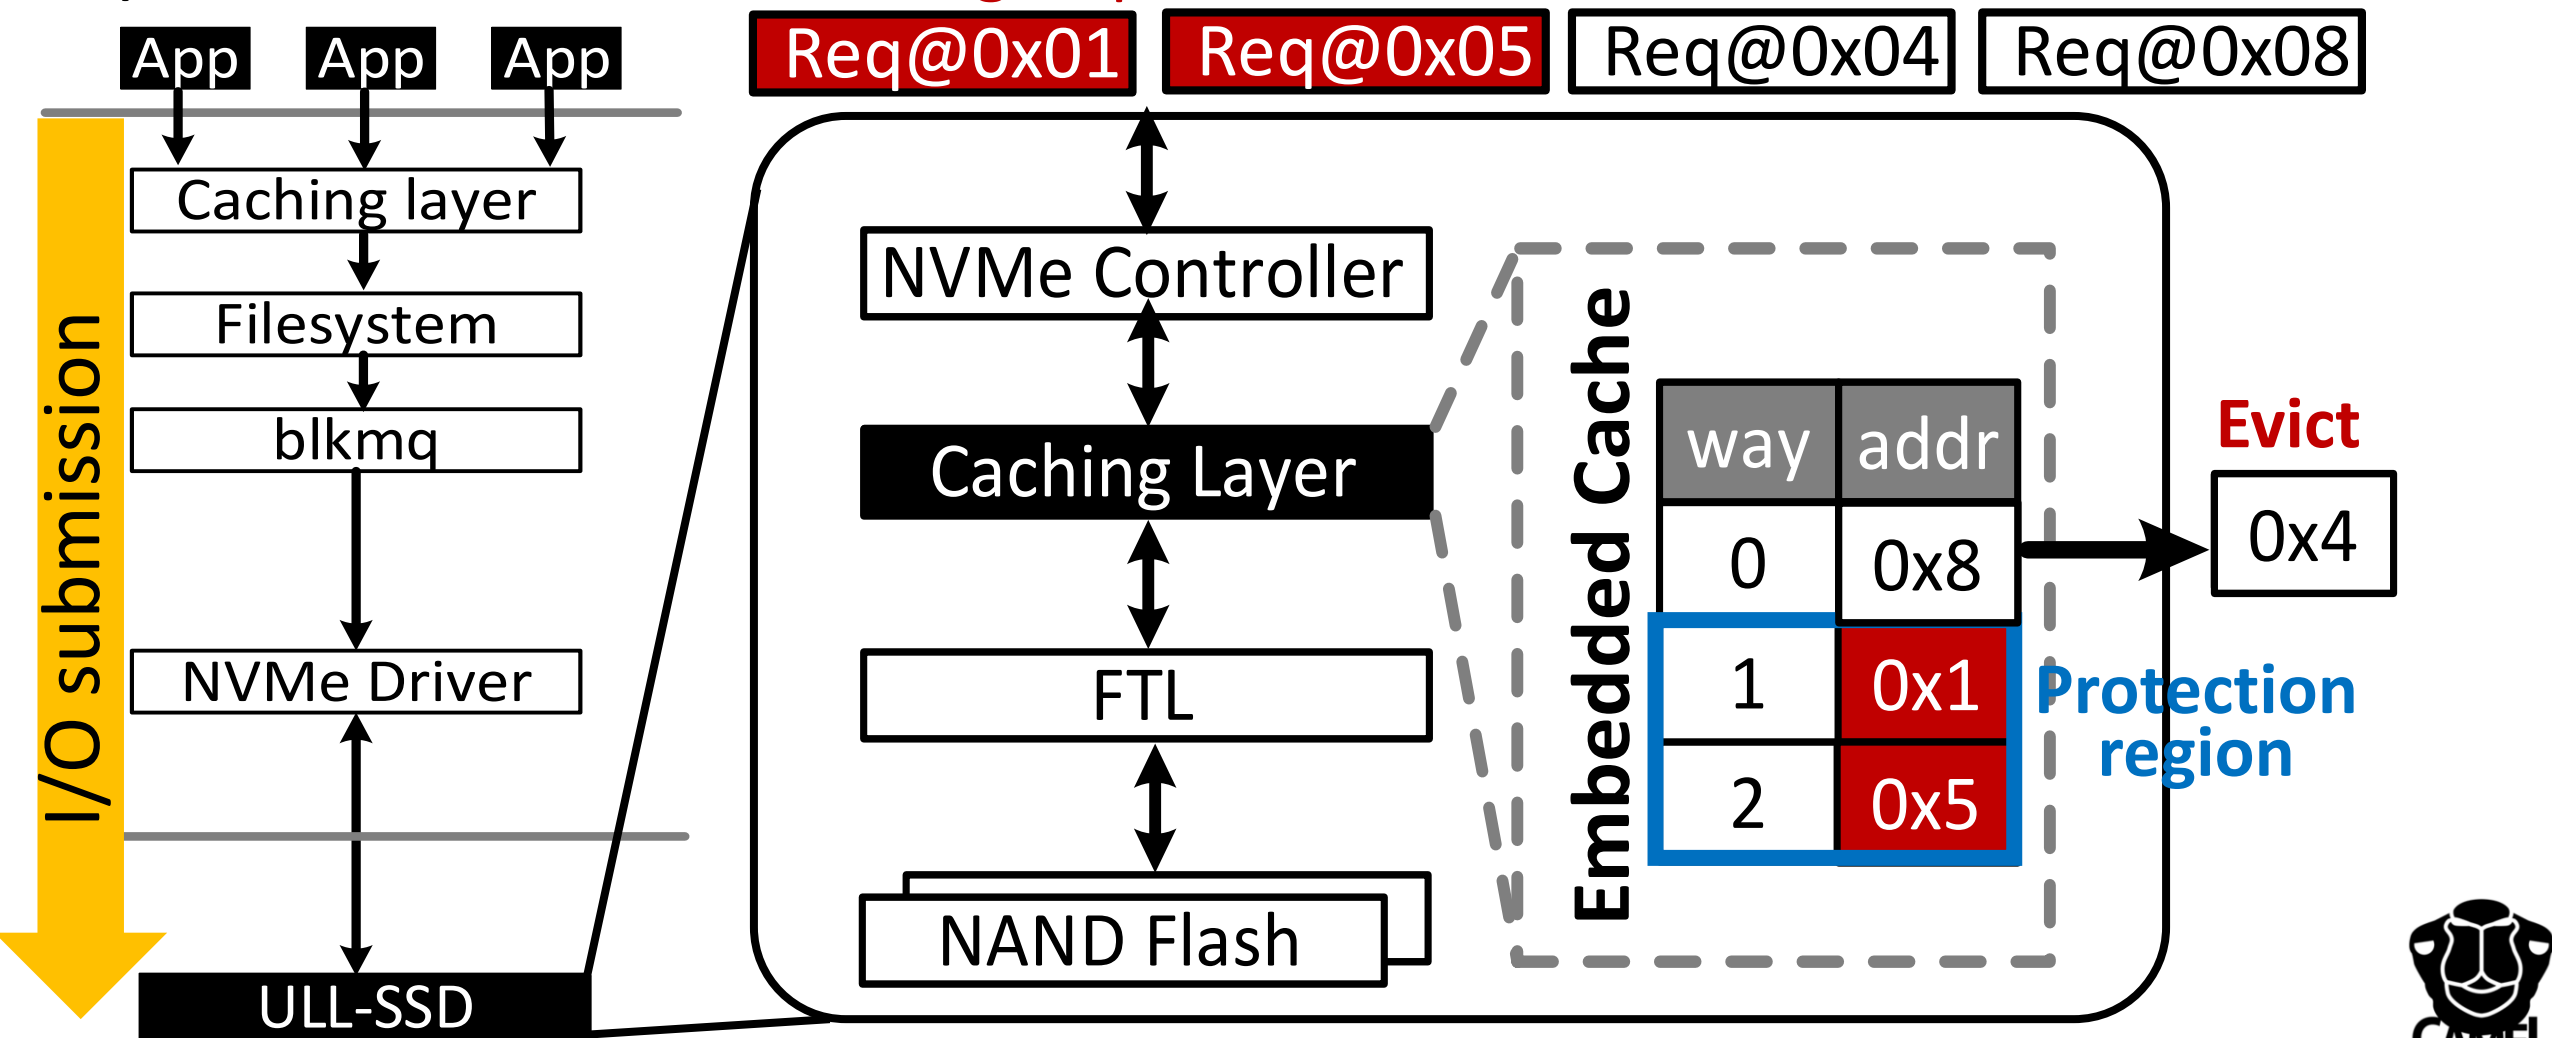 App
App
App
Caching layer
Filesystem
blkmq
NVMe Driver
ULL-SSD
I/O submission
Req@0x01
Req@0x05
Req@0x04
Req@0x08
NVMe Controller
Caching Layer
FTL
NAND Flash
Embedded Cache
way addr
0 0x8
1 0x1
2 0x5
Evict
0x4
Protection
region